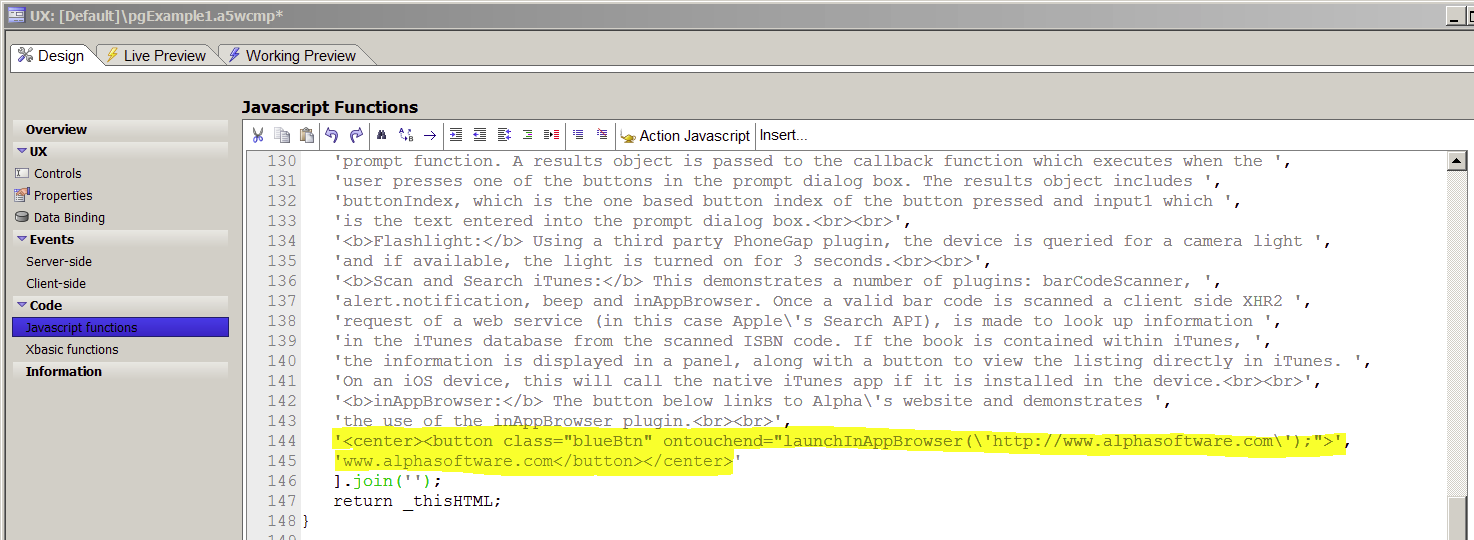 UX: [Default]\pgExample1.a5wcmp*
Design Live Preview Working Preview
Javascript Functions
Overview
UX
Controls
Properties
Data Binding
Events
Server-side
Client-side
Code
Javascript functions
Xbasic functions
Information
Action Javascript Insert...
130 'prompt function. A results object is passed to the callback function which executes when the ',
131 'user presses one of the buttons in the prompt dialog box. The results object includes ',
132 'buttonIndex, which is the one based button index of the button pressed and input1 which ',
133 'is the text entered into the prompt dialog box.<br><br>',
134 '<b>Flashlight:</b> Using a third party PhoneGap plugin, the device is queried for a camera light ',
135 'and if available, the light is turned on for 3 seconds.<br><br>',
136 '<b>Scan and Search iTunes:</b> This demonstrates a number of plugins: barCodeScanner, ',
137 'alert.notification, beep and inAppBrowser. Once a valid bar code is scanned a client side XHR2 ',
138 'request of a web service (in this case Apple\'s Search API), is made to look up information ',
139 'in the iTunes database from the scanned ISBN code. If the book is contained within iTunes, ',
140 'the information is displayed in a panel, along with a button to view the listing directly in iTunes. ',
141 'On an iOS device, this will call the native iTunes app if it is installed in the device.<br><br>',
142 '<b>inAppBrowser:</b> The button below links to Alpha\'s website and demonstrates ',
143 'the use of the inAppBrowser plugin.<br><br>',
144 '<center><button class="blueBtn" ontouchend="launchInAppBrowser(\'http://www.alphasoftware.com\');">',
145 'www.alphasoftware.com</button></center>'
146 ].join('');
147 return _thisHTML;
148 }
149